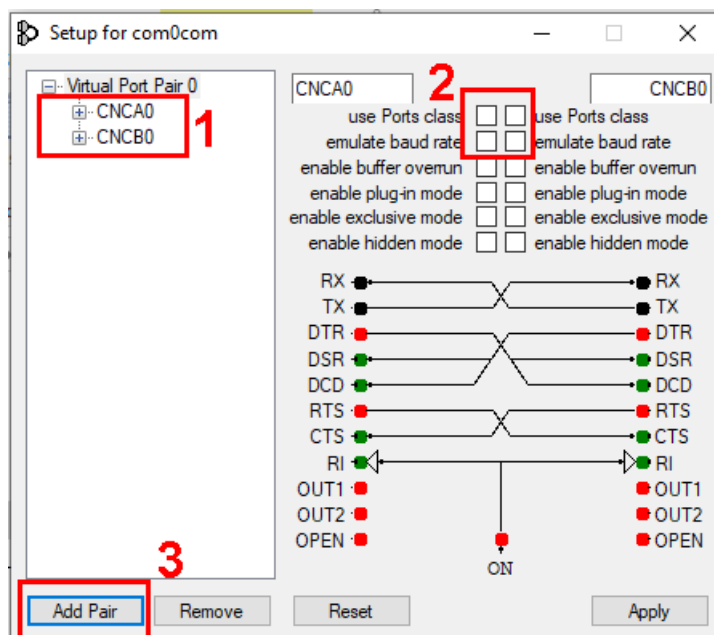 Setup for com0com
Virtual Port Pair 0
CNCA0
CNCB0
1
CNCA0
2
CNCB0
use Ports class use Ports class
emulate baud rate emulate baud rate
enable buffer overrun enable buffer overrun
enable plug-in mode enable plug-in mode
enable exclusive mode enable exclusive mode
enable hidden mode enable hidden mode
RX RX
TX TX
DTR DTR
DSR DSR
DCD DCD
RTS RTS
CTS CTS
RI RI
OUT1 OUT1
OUT2 OUT2
OPEN OPEN
ON
3
Add Pair Remove Reset Apply